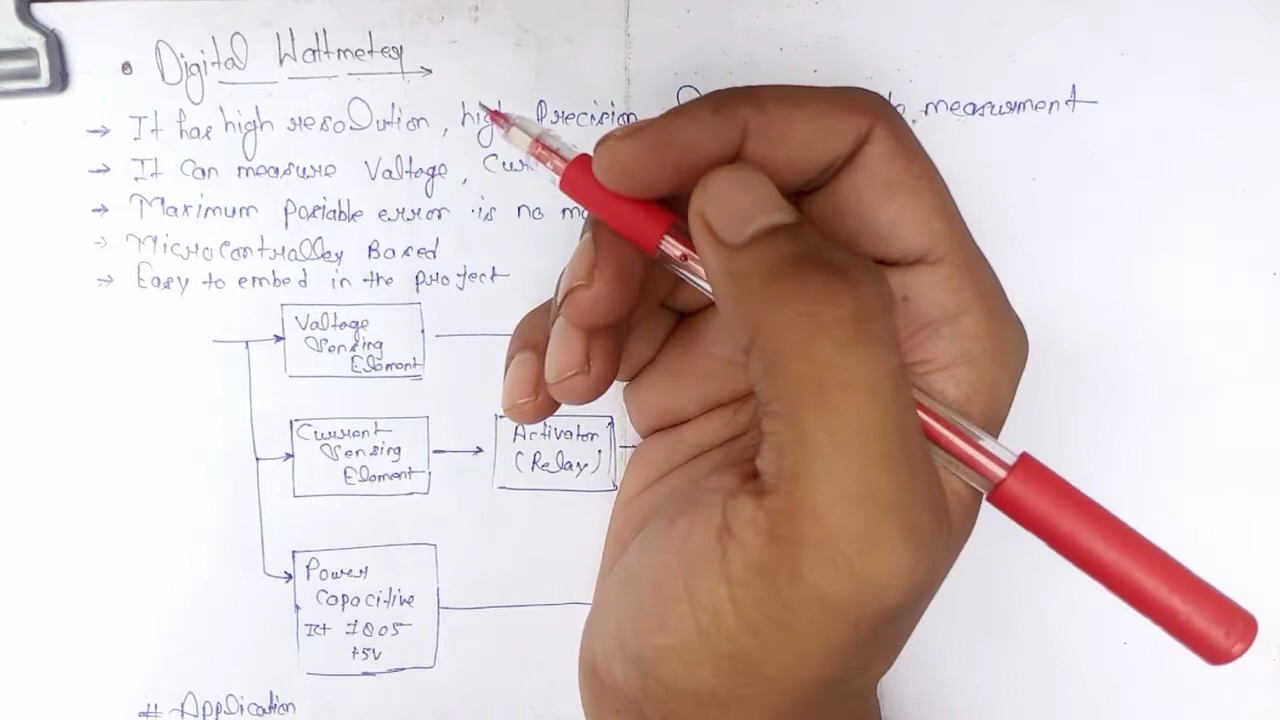 Digital Wattmeter
It has high resolution, high Precision measurment
It can measure Voltage,
Maximum Posiable error is no
Microcontroller Based
Easy to embed in the project
Voltage
Sensing
Element
Current
Sensing
Element
Activator
(Relay)
Power
Capacitive
7805
+5V
# Application